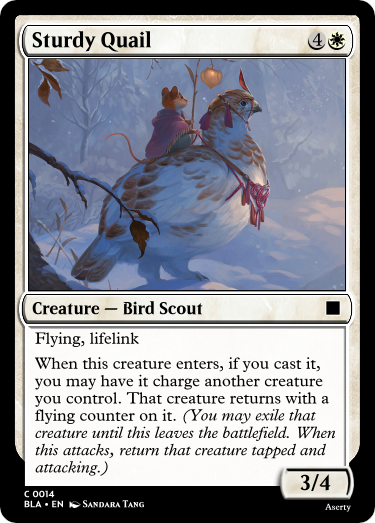 Sturdy Quail 4
Creature — Bird Scout
Flying, lifelink
When this creature enters, if you cast it,
you may have it charge another creature
you control. That creature returns with a
flying counter on it. (You may exile that
creature until this leaves the battlefield. When
this attacks, return that creature tapped and
attacking.)
3/4
C 0014
BLA • EN Sandara Tang
Aserty